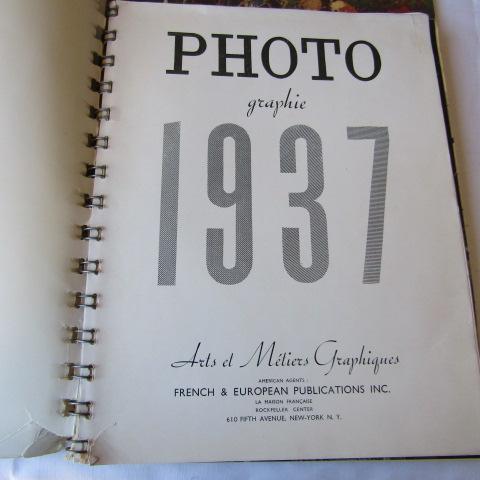 PHOTO
graphie
1937
Arts et Métiers Graphiques
AMERICAN AGENTS :
FRENCH & EUROPEAN PUBLICATIONS INC.
LA MAISON FRANÇAISE
ROCKFELLER CENTER
610 FIFTH AVENUE, NEW-YORK N. Y.